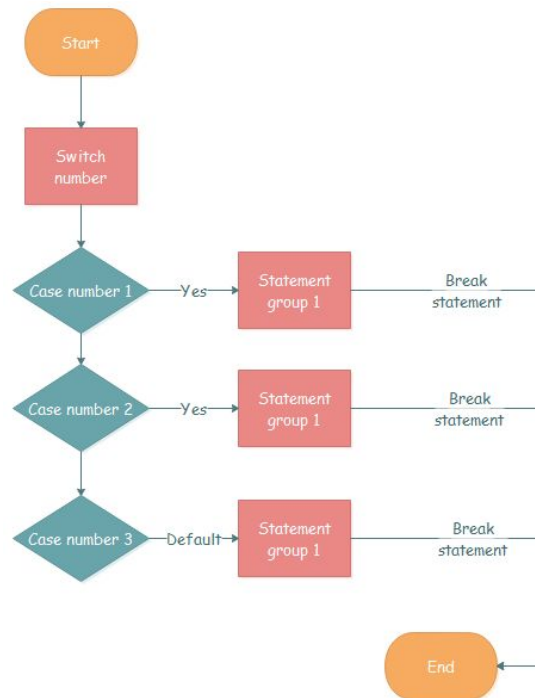 Start
Switch
number
Case number 1
Yes
Statement
group 1
Break
statement
Case number 2
Yes
Statement
group 1
Break
statement
Case number 3
Default
Statement
group 1
Break
statement
End